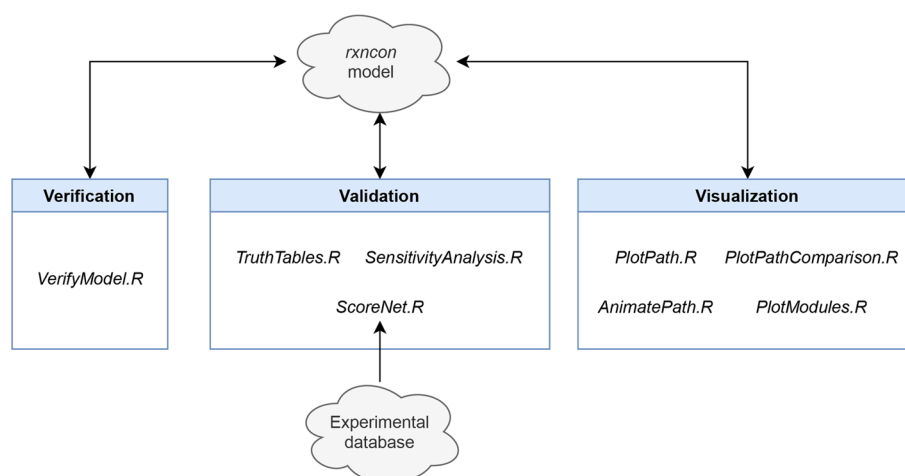 rxncon
model
Verification
Validation
Visualization
VerifyModel.R
TruthTables.R SensitivityAnalysis.R
ScoreNet.R
PlotPath.R PlotPathComparison.R
AnimatePath.R PlotModules.R
Experimental
database